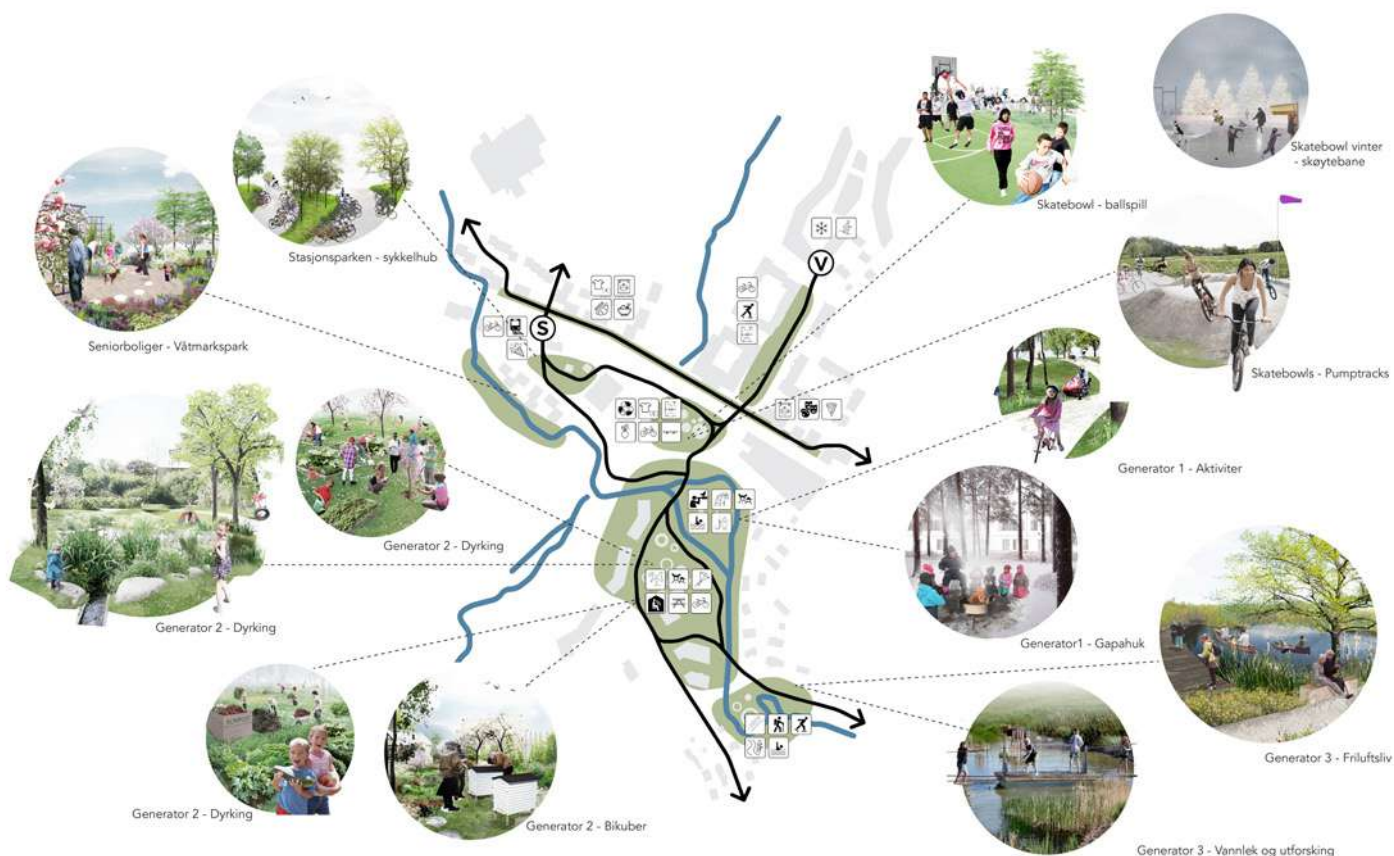 Skatebowl vinter
- skøytebane
Skatebowl - ballspill
Stasjonsparken - sykkelhub
Seniorboliger - Våtmarkspark
V
S
Skatebowls - Pumptracks
Generator 1 - Aktiviter
Generator 2 - Dyrking
Generator 2 - Dyrking
Generator1 - Gapahuk
Generator 3 - Friluftsliv
Generator 2 - Dyrking
Generator 2 - Bikuber
Generator 3 - Vannlek og utforsking